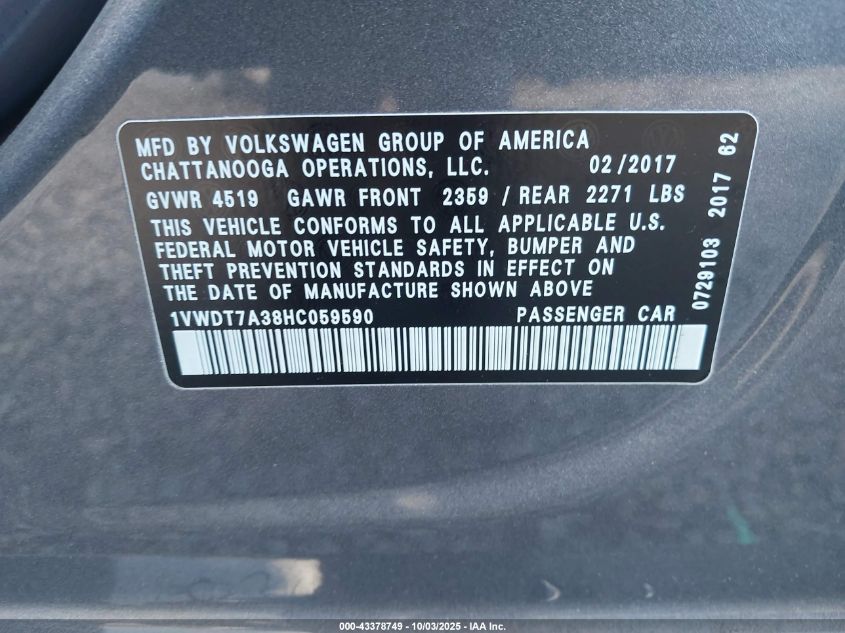 MFD BY VOLKSWAGEN GROUP OF AMERICA
CHATTANOOGA OPERATIONS, LLC. 02/2017
GVWR 4519 GAWR FRONT 2359 / REAR 2271 LBS
THIS VEHICLE CONFORMS TO ALL APPLICABLE U.S.
FEDERAL MOTOR VEHICLE SAFETY, BUMPER AND
THEFT PREVENTION STANDARDS IN EFFECT ON
THE DATE OF MANUFACTURE SHOWN ABOVE
1VWDT7A38HC059590 PASSENGER CAR
0729103 2017 62
000-43378749 - 10/03/2025 - IAA Inc.